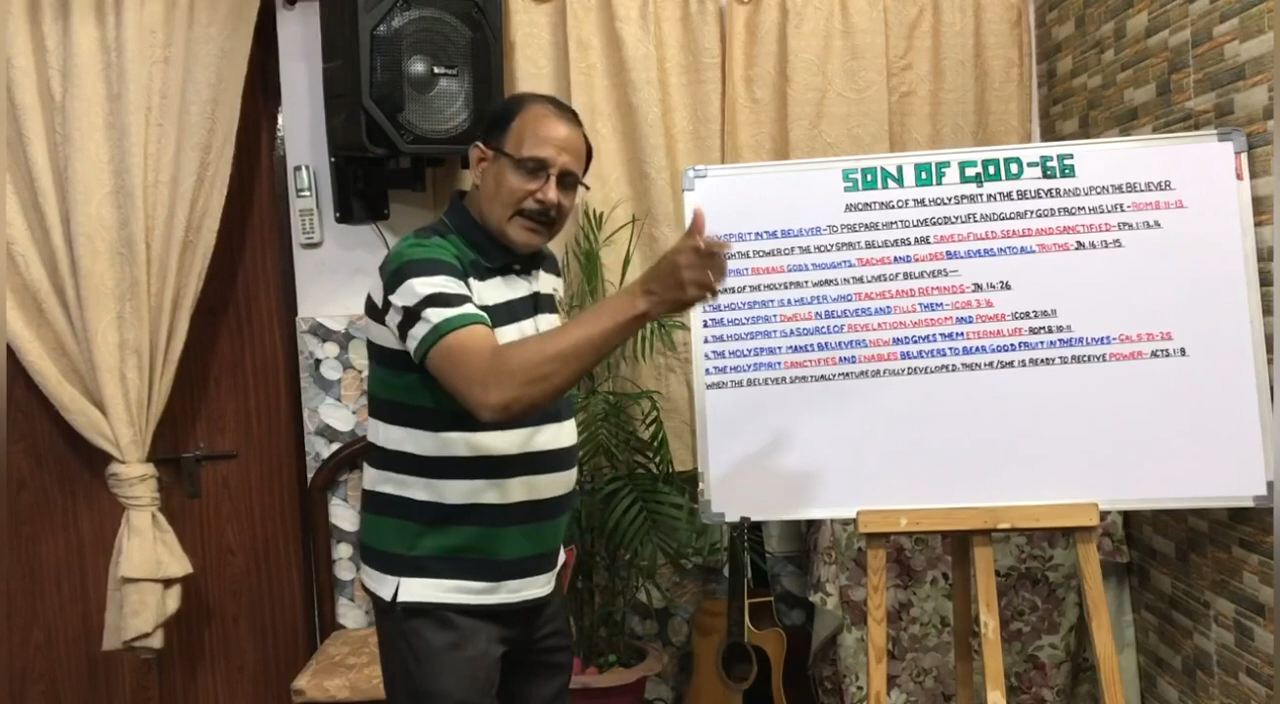 SON OF GOD-66
ANOINTING OF THE HOLY SPIRIT IN THE BELIEVER AND UPON THE BELIEVER
SPIRIT IN THE BELIEVER-TO PREPARE HIM TO LIVE GODLY LIFE AND GLORIFY GOD FROM HIS LIFE-ROM.8:11-13
THE POWER OF THE HOLY SPIRIT, BELIEVERS ARE SAVED, FILLED, SEALED AND SANCTIFIED-EPH.1:13,14
REVEALS GOD'S THOUGHTS, TEACHES AND GUIDES BELIEVERS INTO ALL TRUTHS-JN.16:13-15
WAYS OF THE HOLY SPIRIT WORKS IN THE LIVES OF BELIEVERS—
1.THE HOLY SPIRIT IS A HELPER WHO TEACHES AND REMINDS-JN.14:26
2.THE HOLY SPIRIT DWELLS IN BELIEVERS AND FILLS THEM-1COR.3:16
3.THE HOLY SPIRIT IS A SOURCE OF REVELATION, WISDOM AND POWER-1COR.2:10,11
4.THE HOLY SPIRIT MAKES BELIEVERS NEW AND GIVES THEM ETERNAL LIFE-ROM.8:10-11
5.THE HOLY SPIRIT SANCTIFIES AND ENABLES BELIEVERS TO BEAR GOOD FRUIT IN THEIR LIVES-GAL.5:21-25
WHEN THE BELIEVER SPIRITUALLY MATURE OR FULLY DEVELOPED, THEN HE/SHE IS READY TO RECEIVE POWER-ACTS.1:8